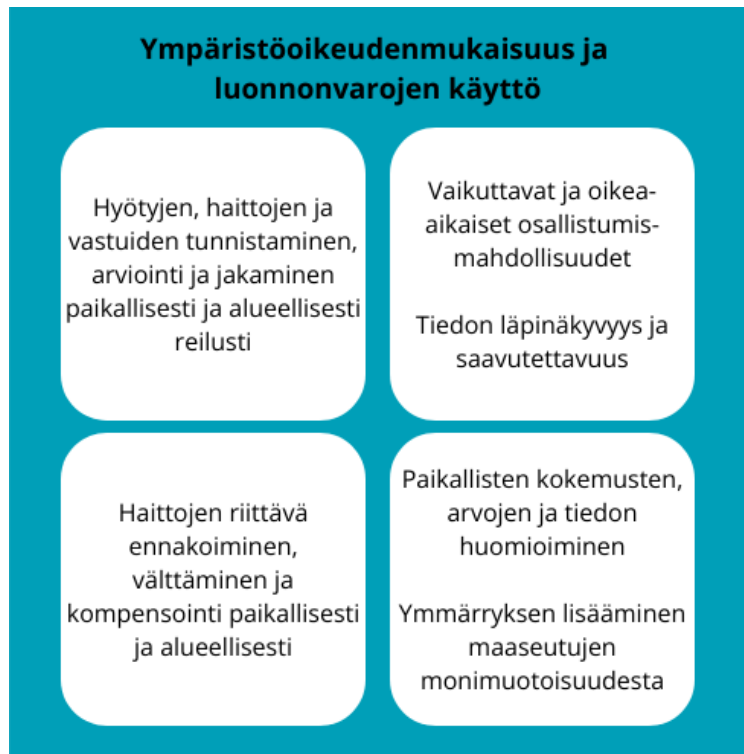 Ympäristöoikeudenmukaisuus ja
luonnonvarojen käyttö
Hyötyjen, haittojen ja
vastuiden tunnistaminen,
arviointi ja jakaminen
paikallisesti ja alueellisesti
reilusti
Vaikuttavat ja oikea-
aikaiset osallistumis-
mahdollisuudet
Tiedon läpinäkyvyys ja
saavutettavuus
Haittojen riittävä
ennakoiminen,
välttäminen ja
kompensointi paikallisesti
ja alueellisesti
Paikallisten kokemusten,
arvojen ja tiedon
huomioiminen
Ymmärryksen lisääminen
maaseutujen
monimuotoisuudesta